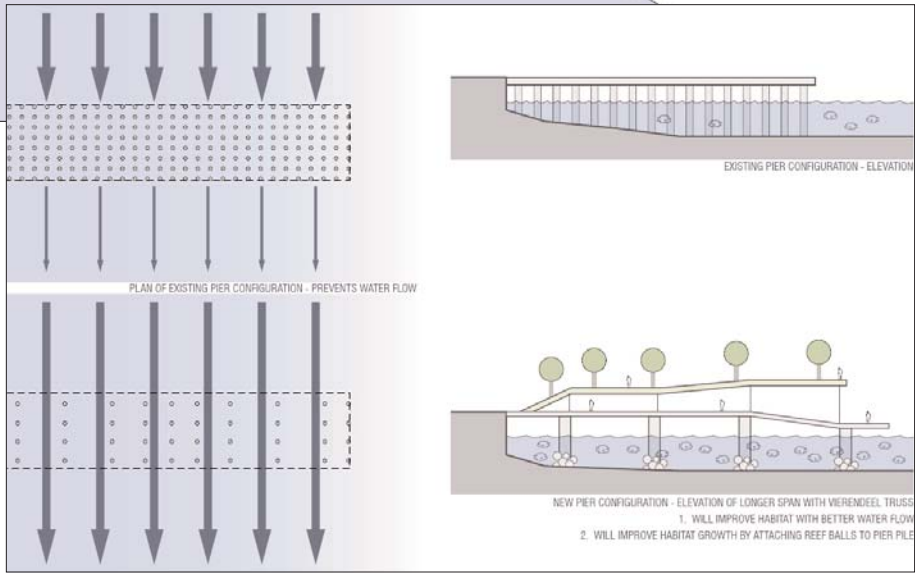 EXISTING PIER CONFIGURATION - ELEVATION
PLAN OF EXISTING PIER CONFIGURATION - PREVENTS WATER FLOW
NEW PIER CONFIGURATION - ELEVATION OF LONGER SPAN WITH VIERENDEEL TRUSS
1. WILL IMPROVE HABITAT WITH BETTER WATER FLOW
2. WILL IMPROVE HABITAT GROWTH BY ATTACHING REEF BALLS TO PIER PILE